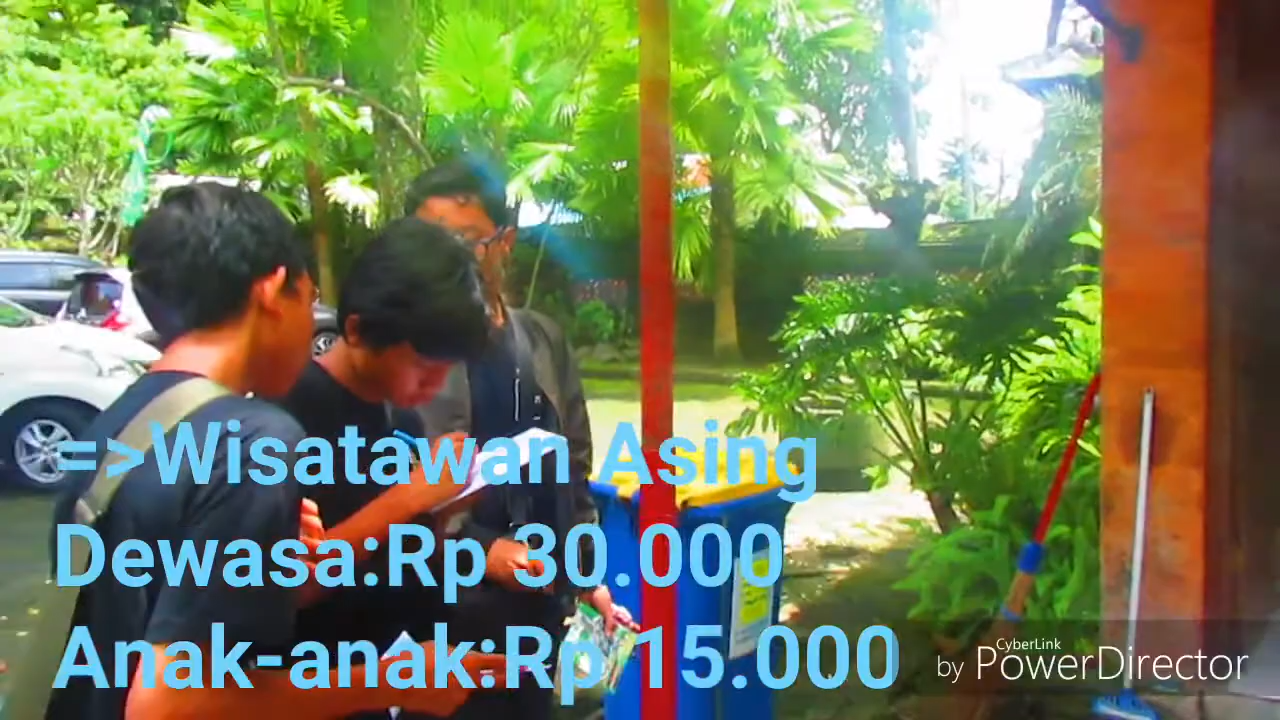 =>Wisatawan Asing
Dewasa:Rp 30.000
Anak-anak:Rp 15.000
CyberLink
by PowerDirector